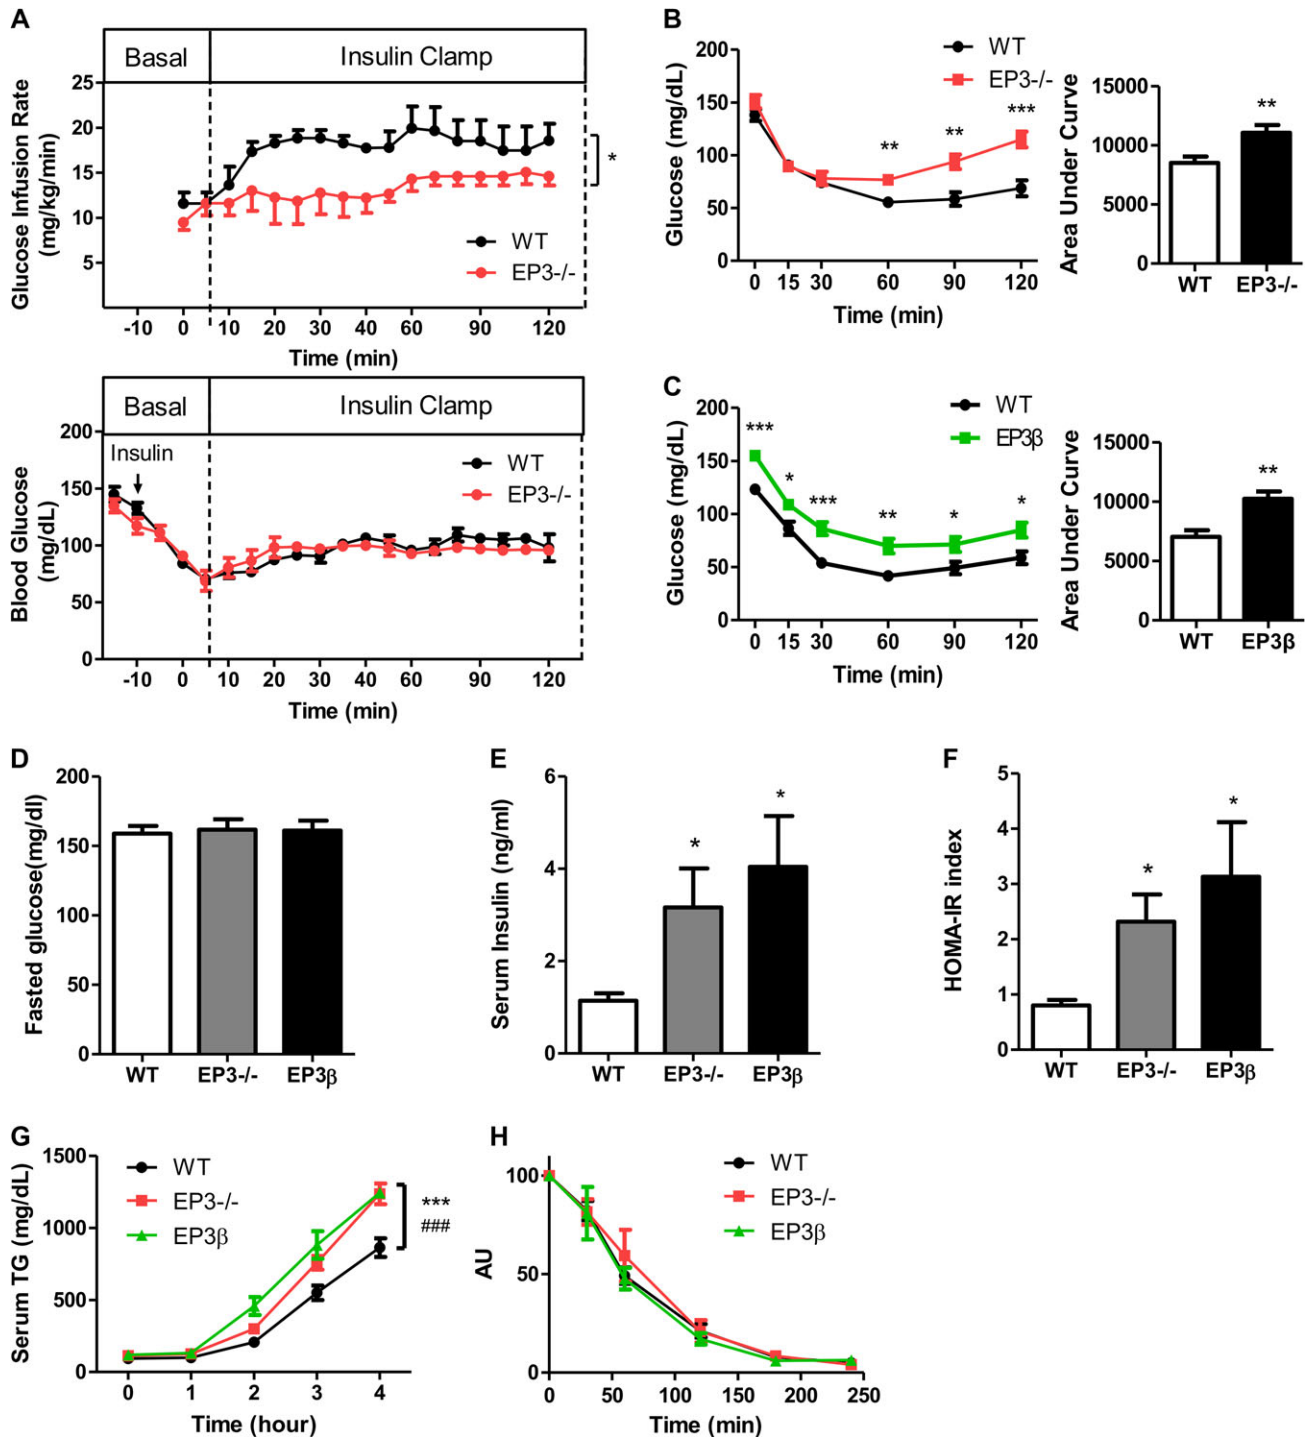 A
Basal
Insulin Clamp
Glucose Infusion Rate
(mg/kg/min)
25
20
15
10
5
*
WT
EP3-/-
-10 0 10 20 30 60 90 120
Time (min)
Basal
Insulin Clamp
Blood Glucose
(mg/dL)
200
150
100
50
0
Insulin
WT
EP3-/-
-10 0 10 20 30 60 90 120
Time (min)
B
Glucose (mg/dL)
200
150
100
50
0
WT
EP3-/-
** ** ***
0 15 30 60 90 120
Time (min)
Area Under Curve
15000
10000
5000
0
**
WT EP3-/-
C
Glucose (mg/dL)
200
150
100
50
0
WT
EP3β
*** * *** ** * *
0 15 30 60 90 120
Time (min)
Area Under Curve
15000
10000
5000
0
**
WT EP3β
D
Fasted glucose(mg/dl)
200
150
100
50
0
WT EP3-/- EP3β
E
Serum Insulin (ng/ml)
6
4
2
0
* *
WT EP3-/- EP3β
F
HOMA-IR index
5
4
3
2
1
0
* *
WT EP3-/- EP3β
G
Serum TG (mg/dL)
1500
1000
500
0
WT
EP3-/-
EP3β
***
###
0 1 2 3 4
Time (hour)
H
AU
100
50
0
WT
EP3-/-
EP3β
0 50 100 150 200 250
Time (min)